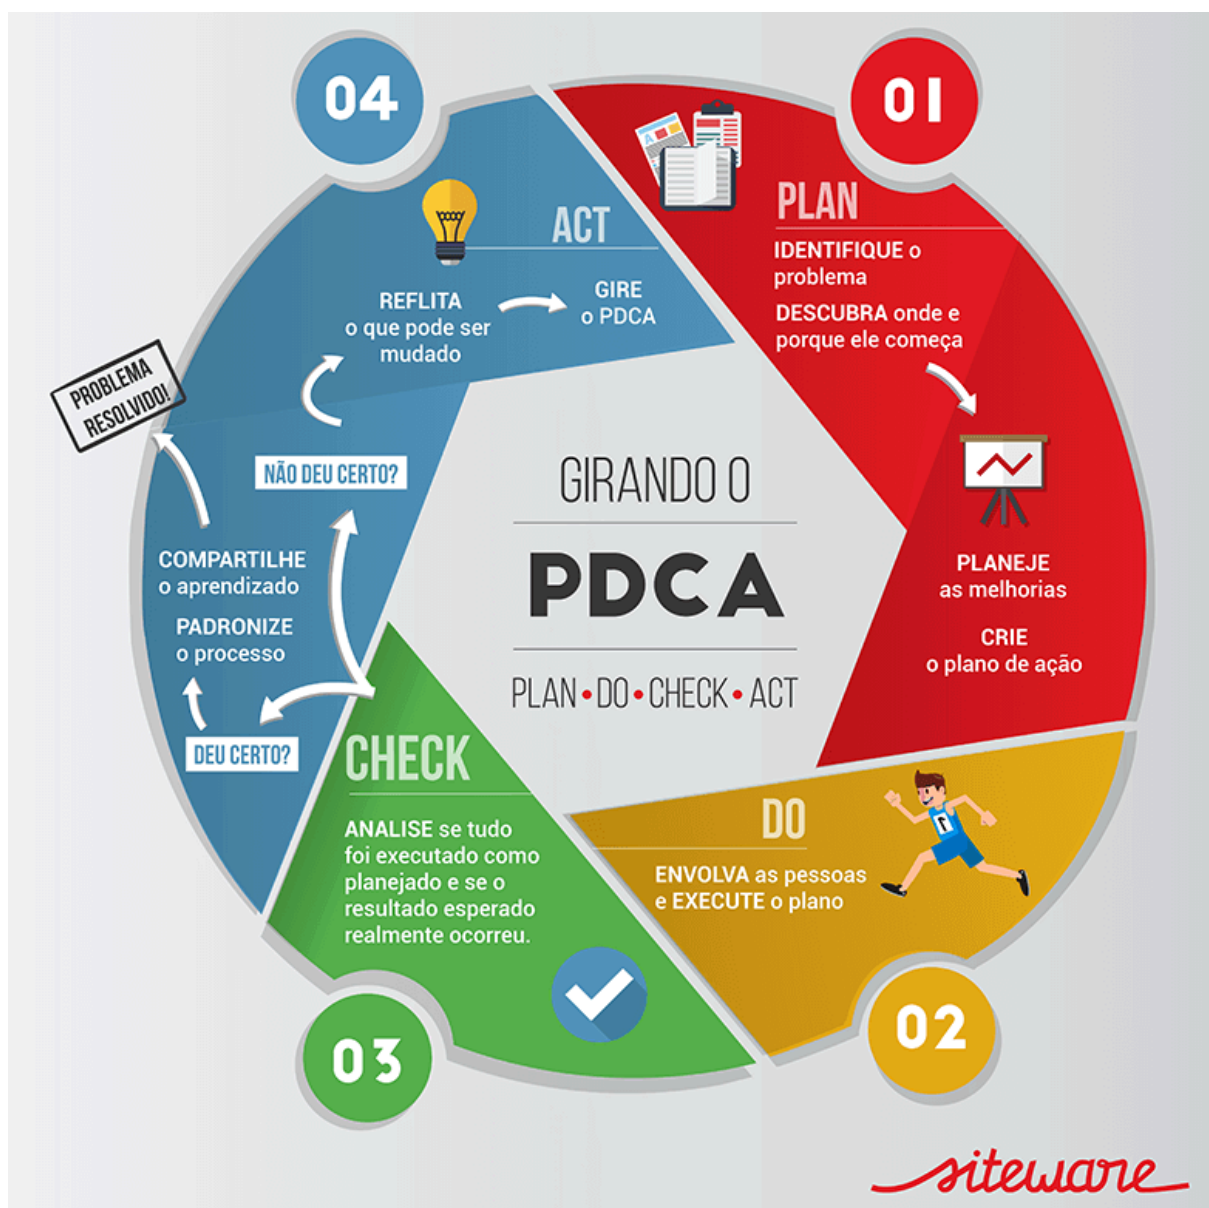 01
PLAN
IDENTIFIQUE o
problema
DESCUBRA onde e
porque ele começa
PLANEJE
as melhorias
CRIE
o plano de ação
02
DO
ENVOLVA as pessoas
e EXECUTE o plano
1
03
CHECK
ANALISE se tudo
foi executado como
planejado e se o
resultado esperado
realmente ocorreu.
04
ACT
DEU CERTO?
PADRONIZE
o processo
COMPARTILHE
o aprendizado
PROBLEMA
RESOLVIDO!
NÃO DEU CERTO?
REFLITA
o que pode ser
mudado
GIRE
o PDCA
GIRANDO O
PDCA
PLAN • DO • CHECK • ACT
A
siteware